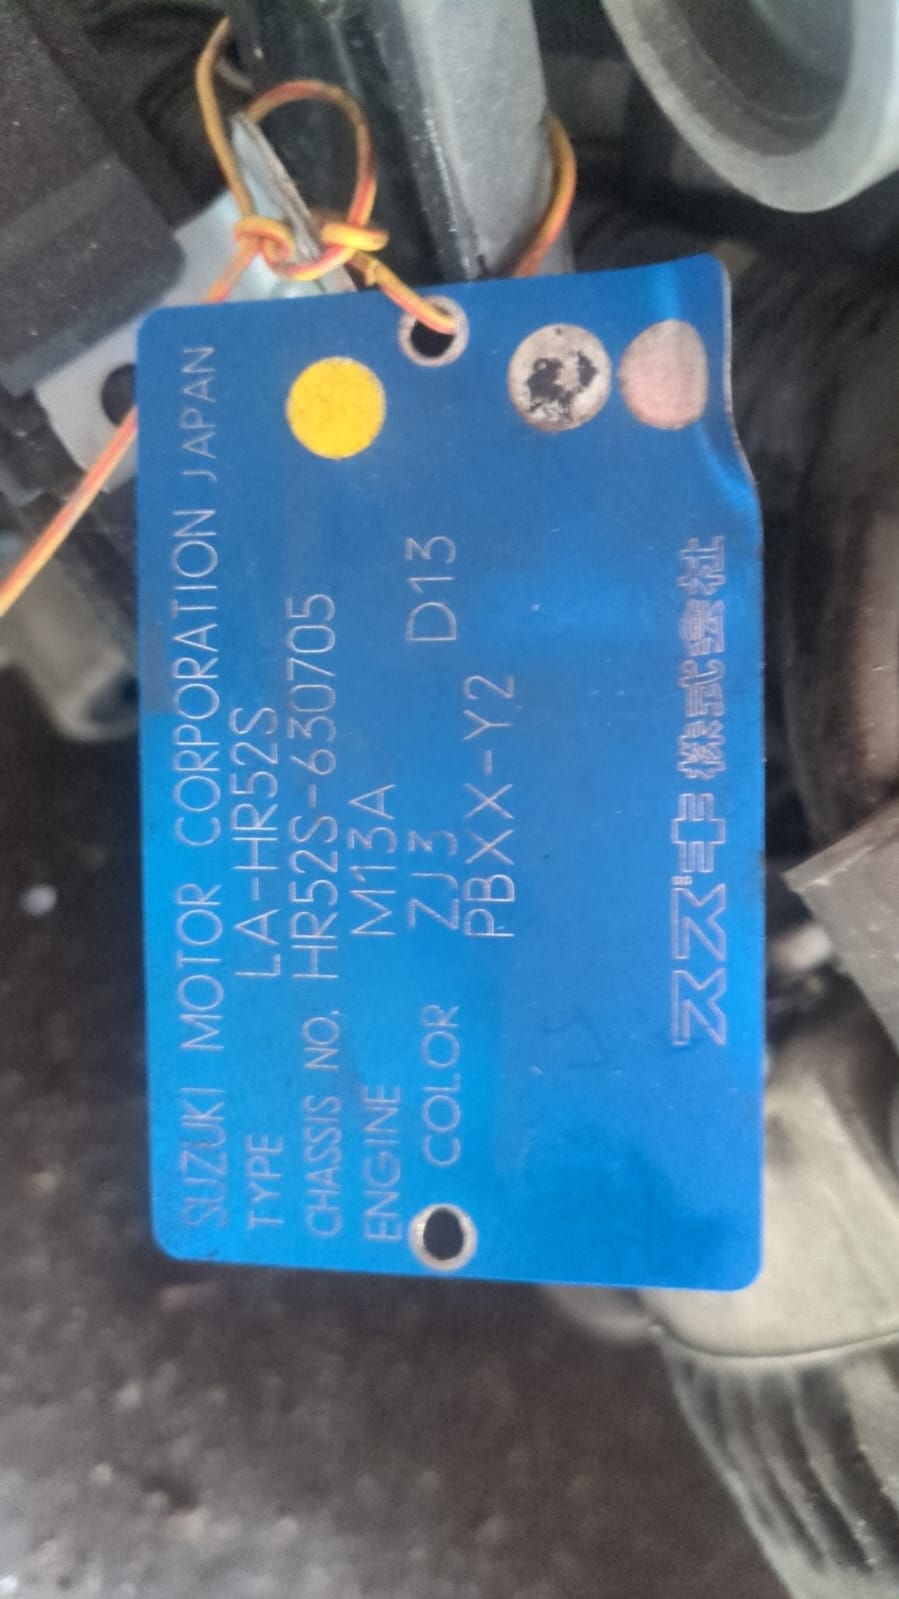 SUZUKI MOTOR CORPORATION JAPAN
TYPE LA-HR52S
CHASSIS NO. HR52S-630705
ENGINE M13A
COLOR ZJ3 D13
PBXX-Y2
スズキ株式会社